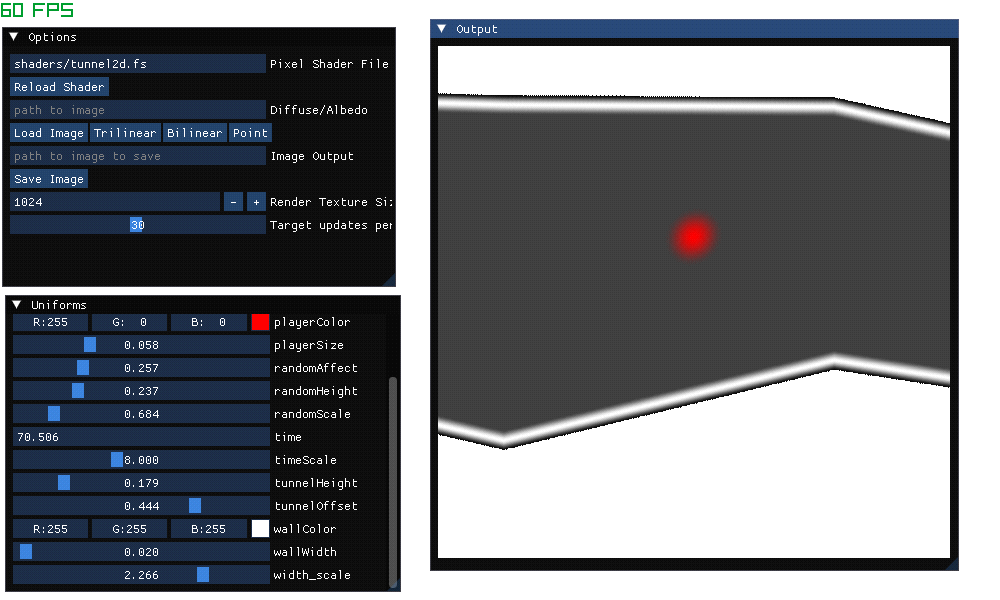 60 FPS
Options
shaders/tunnel2d.fs Pixel Shader File
Reload Shader
path to image Diffuse/Albedo
Load Image Trilinear Bilinear Point
path to image to save Image Output
Save Image
1024 - + Render Texture Si
30 Target updates per
Uniforms
R:255 G: 0 B: 0 playerColor
0.058 playerSize
0.257 randomAffect
0.237 randomHeight
0.684 randomScale
70.506 time
8.000 timeScale
0.179 tunnelHeight
0.444 tunnelOffset
R:255 G:255 B:255 wallColor
0.020 wallWidth
2.266 width_scale
Output